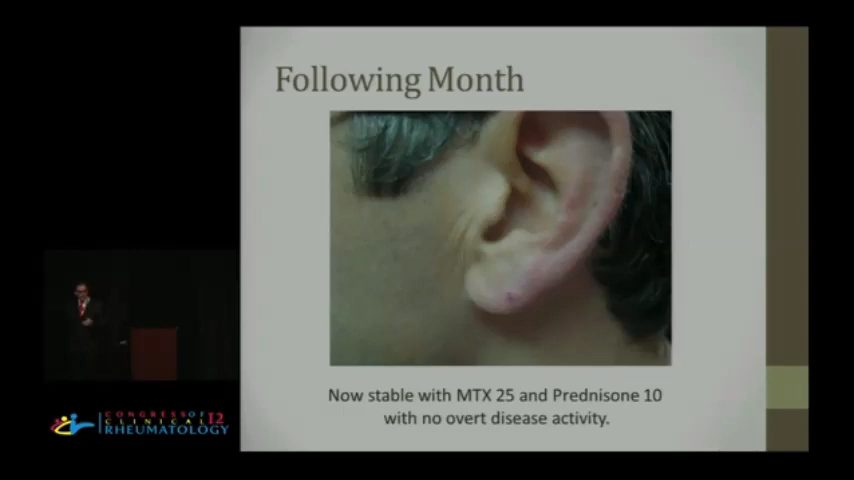 Following Month
Now stable with MTX 25 and Prednisone 10
with no overt disease activity.
CONGRESS OF
CLINICAL 12
RHEUMATOLOGY